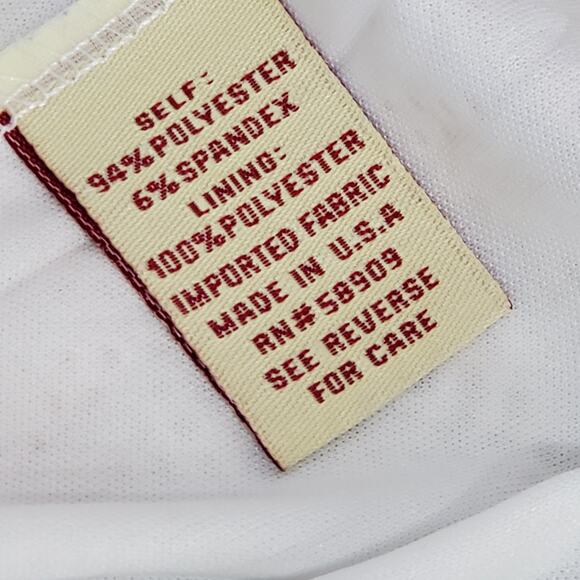 SELF:
94% POLYESTER
6% SPANDEX
LINING:
100% POLYESTER
IMPORTED FABRIC
MADE IN U.S.A
RN# 58909
SEE REVERSE
FOR CARE